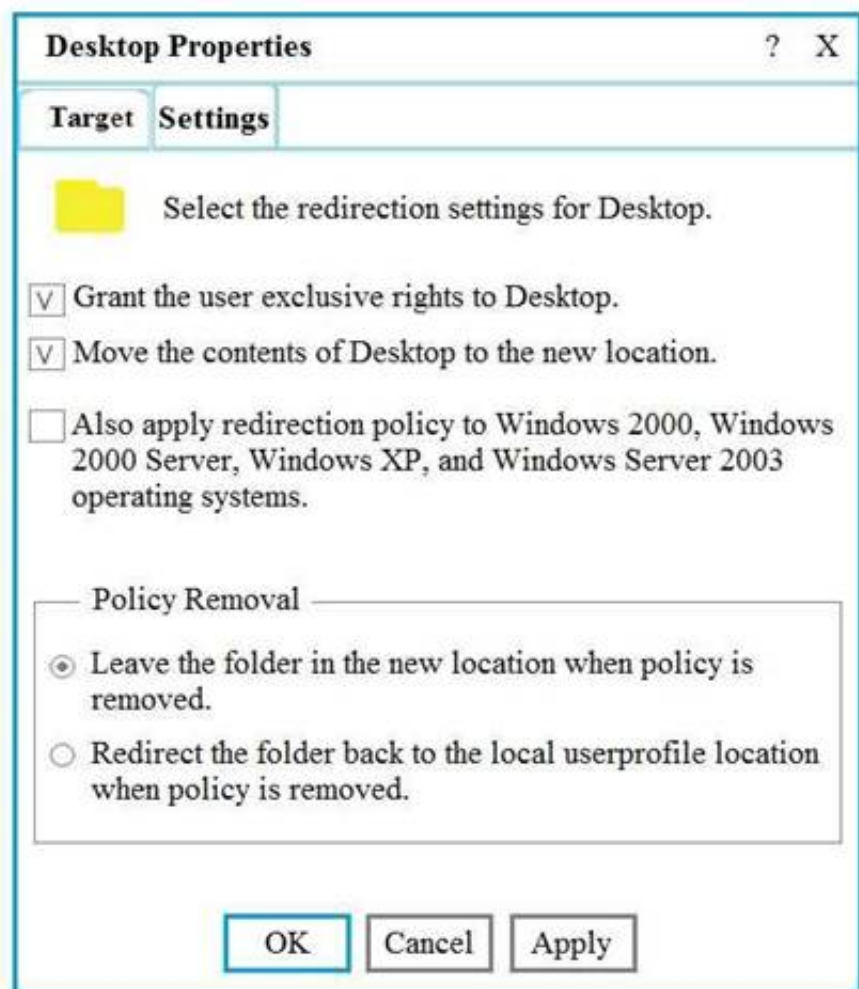 Desktop Properties ? X
Target Settings
Select the redirection settings for Desktop.
V Grant the user exclusive rights to Desktop.
V Move the contents of Desktop to the new location.
Also apply redirection policy to Windows 2000, Windows
2000 Server, Windows XP, and Windows Server 2003
operating systems.
Policy Removal
Leave the folder in the new location when policy is
removed.
Redirect the folder back to the local userprofile location
when policy is removed.
OK Cancel Apply